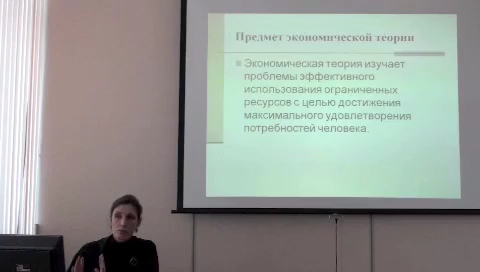 Предмет экономической теории
Экономическая теория изучает
проблемы эффективного
использования ограниченных
ресурсов с целью достижения
максимального удовлетворения
потребностей человека.